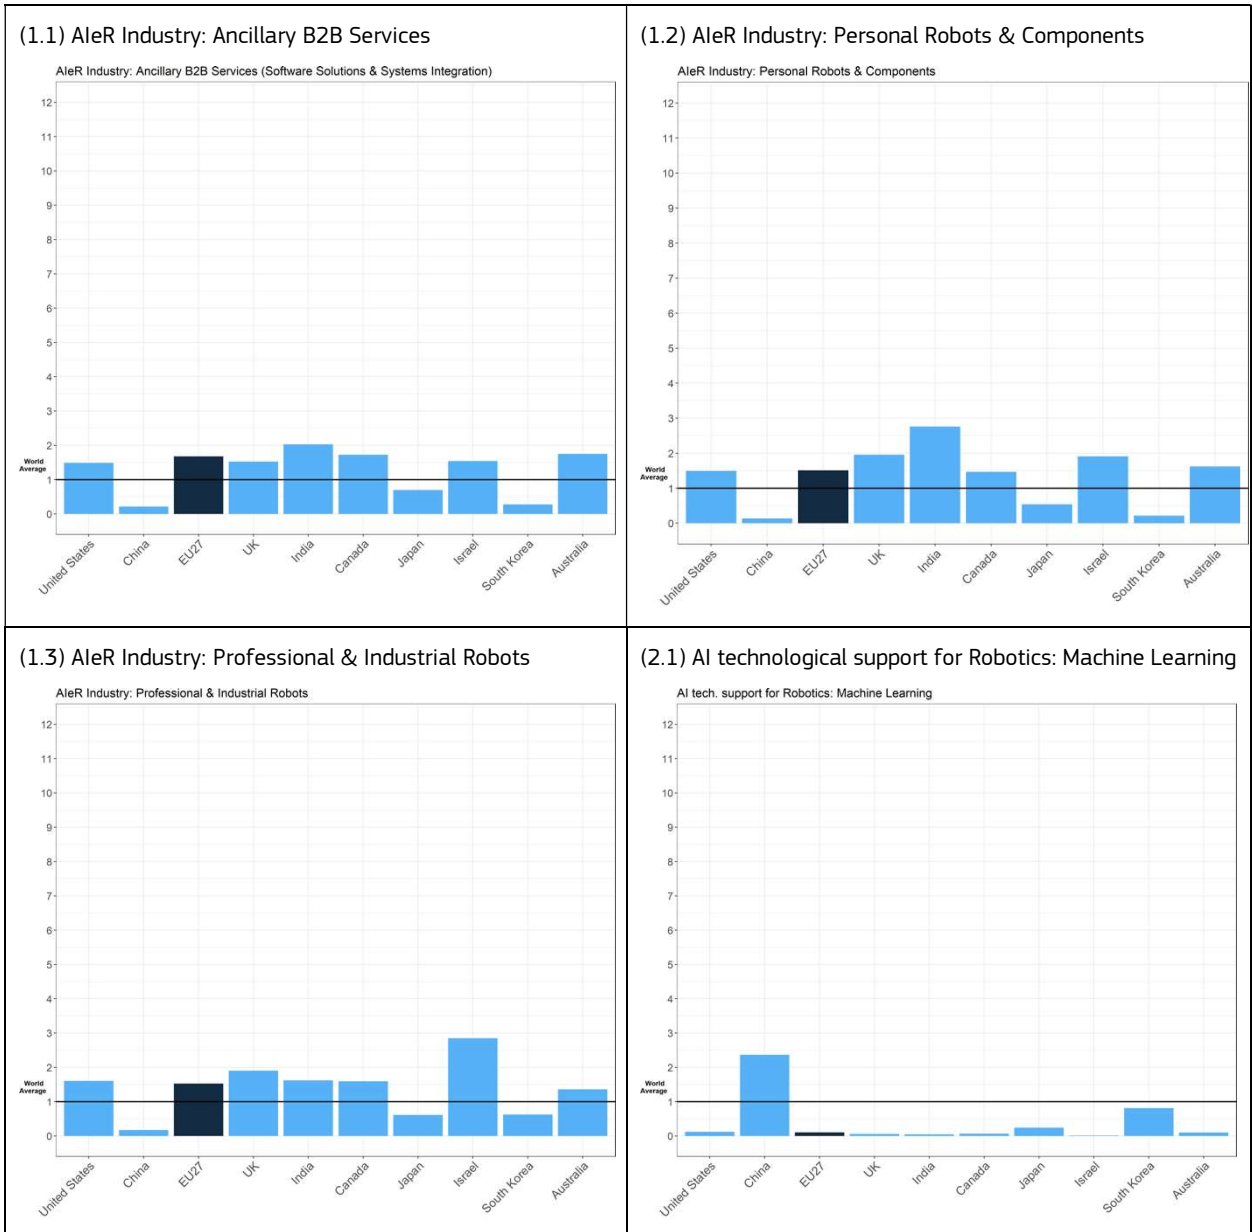 (1.1) AIeR Industry: Ancillary B2B Services
AIeR Industry: Ancillary B2B Services (Software Solutions & Systems Integration)
12
11
10
9
8
7
6
5
4
3
2
World
Average
1
0
United States
China
EU27
UK
India
Canada
Japan
Israel
South Korea
Australia
(1.2) AIeR Industry: Personal Robots & Components
AIeR Industry: Personal Robots & Components
12
11
10
9
8
7
6
5
4
3
2
World
Average
1
0
United States
China
EU27
UK
India
Canada
Japan
Israel
South Korea
Australia
(1.3) AIeR Industry: Professional & Industrial Robots
AIeR Industry: Professional & Industrial Robots
12
11
10
9
8
7
6
5
4
3
2
World
Average
1
0
United States
China
EU27
UK
India
Canada
Japan
Israel
South Korea
Australia
(2.1) AI technological support for Robotics: Machine Learning
AI tech. support for Robotics: Machine Learning
12
11
10
9
8
7
6
5
4
3
2
World
Average
1
0
United States
China
EU27
UK
India
Canada
Japan
Israel
South Korea
Australia